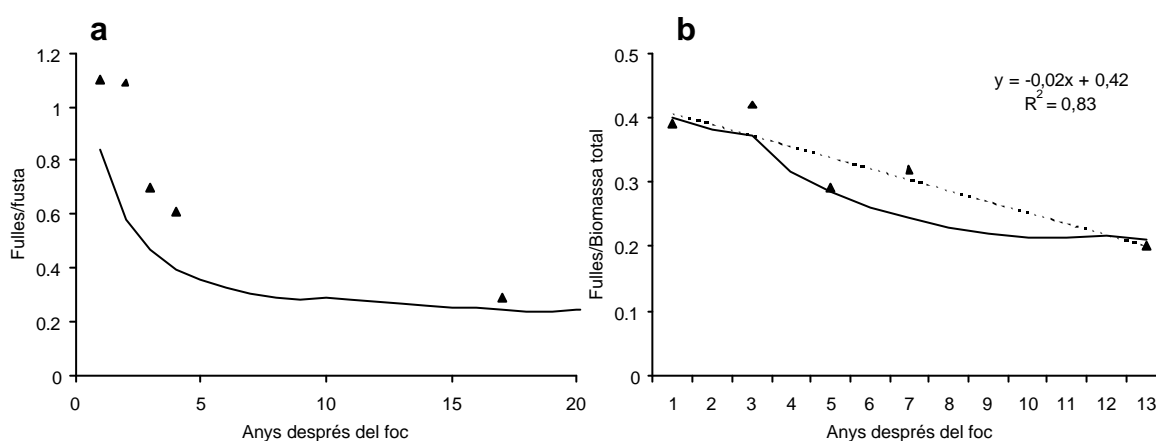 a
1.2
1
0.8
0.6
0.4
0.2
0
Fulles/fusta
0 5 10 15 20
Anys després del foc
b
0.5
0.4
0.3
0.2
0.1
0
Fulles/Biomassa total
y = -0,02x + 0,42
R2 = 0,83
1 2 3 4 5 6 7 8 9 10 11 12 13
Anys després del foc